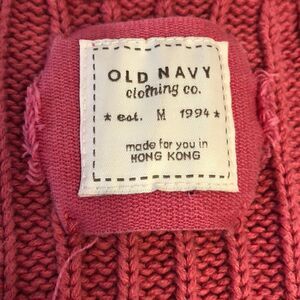 OLD NAVY
clothing co.
* est. M 1994 *
made for you in
HONG KONG